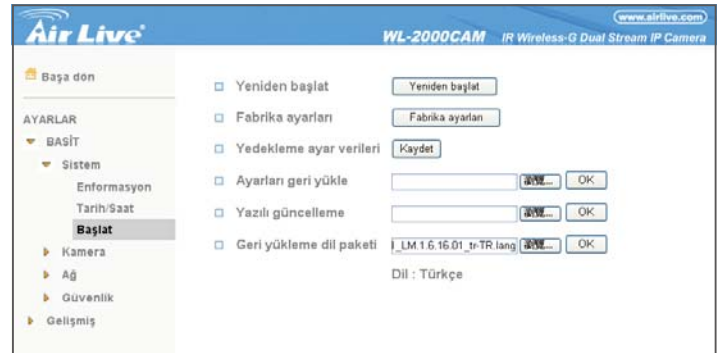 www.airlive.com
Air Live
WL-2000CAM IR Wireless-G Dual Stream IP Camera
Başa dön
AYARLAR
BASİT
Sistem
Enformasyon
Tarih/Saat
Başlat
Kamera
Ağ
Güvenlik
Gelişmiş
Yeniden başlat Yeniden başlat
Fabrika ayarları Fabrika ayarları
Yedekleme ayar verileri Kaydet
Ayarları geri yükle OK
Yazılı güncelleme OK
Geri yükleme dil paketi _LM.1.6.16.01_tr-TR.lang OK
Dil : Türkçe